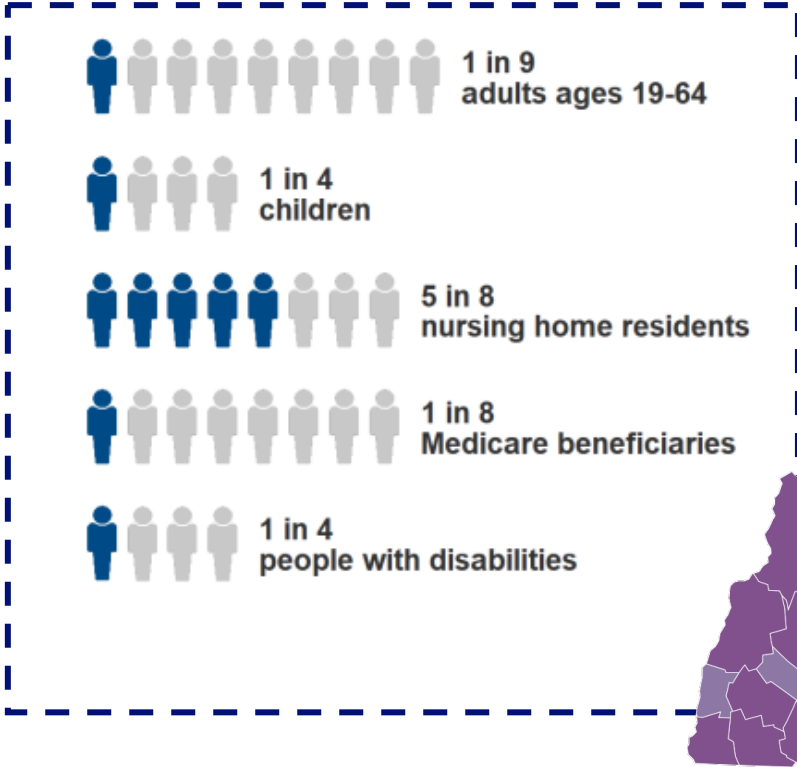 1 in 9
adults ages 19-64
1 in 4
children
5 in 8
nursing home residents
1 in 8
Medicare beneficiaries
1 in 4
people with disabilities